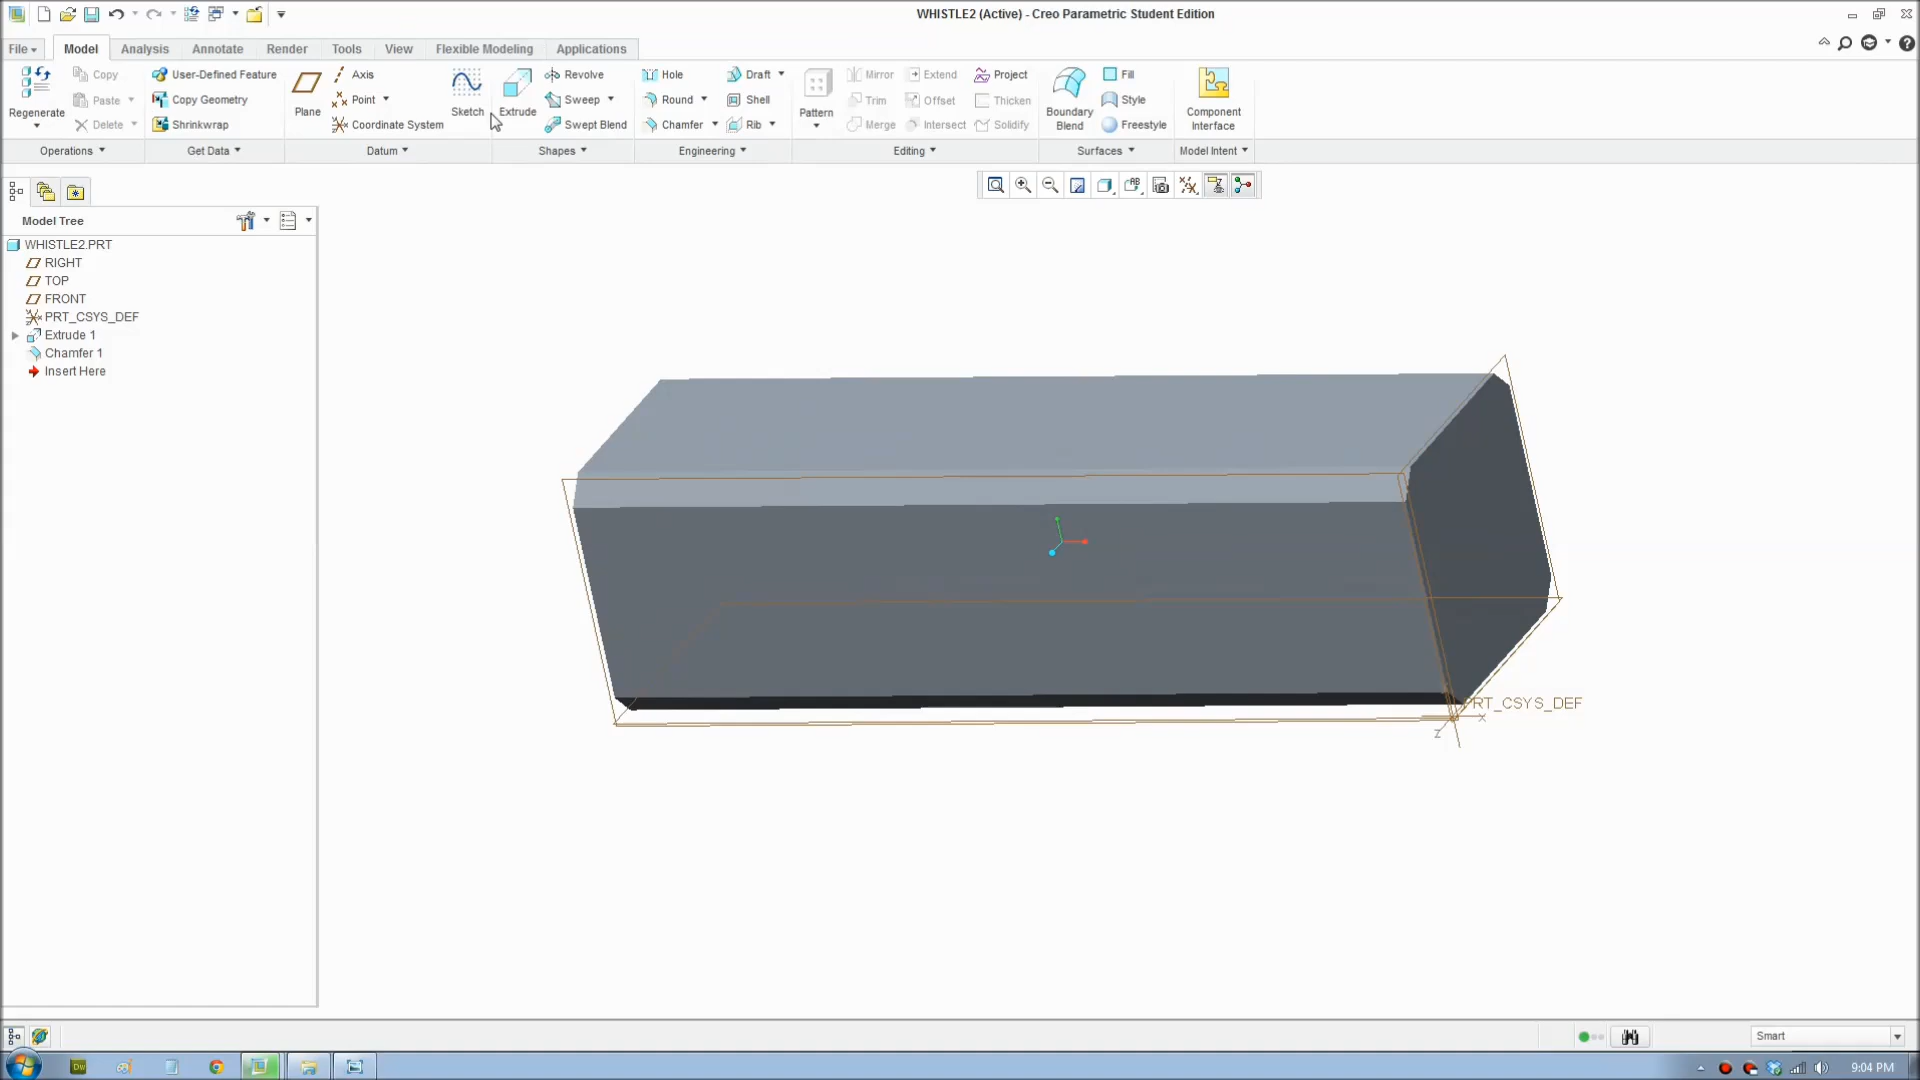 WHISTLE2 (Active) - Creo Parametric Student Edition
File Model Analysis Annotate Render Tools View Flexible Modeling Applications
Regenerate
Copy
Paste
Delete
Operations
User-Defined Feature
Copy Geometry
Shrinkwrap
Get Data
Plane
Axis
Point
Coordinate System
Sketch
Datum
Extrude
Revolve
Sweep
Swept Blend
Shapes
Hole
Round
Chamfer
Draft
Shell
Rib
Engineering
Pattern
Mirror
Trim
Merge
Extend
Offset
Intersect
Project
Thicken
Solidify
Editing
Boundary
Blend
Fill
Style
Freestyle
Surfaces
Component
Interface
Model Intent
Model Tree
WHISTLE2.PRT
RIGHT
TOP
FRONT
PRT_CSYS_DEF
Extrude 1
Chamfer 1
Insert Here
PRT_CSYS_DEF
X
Z
Smart
Dw
9:04 PM